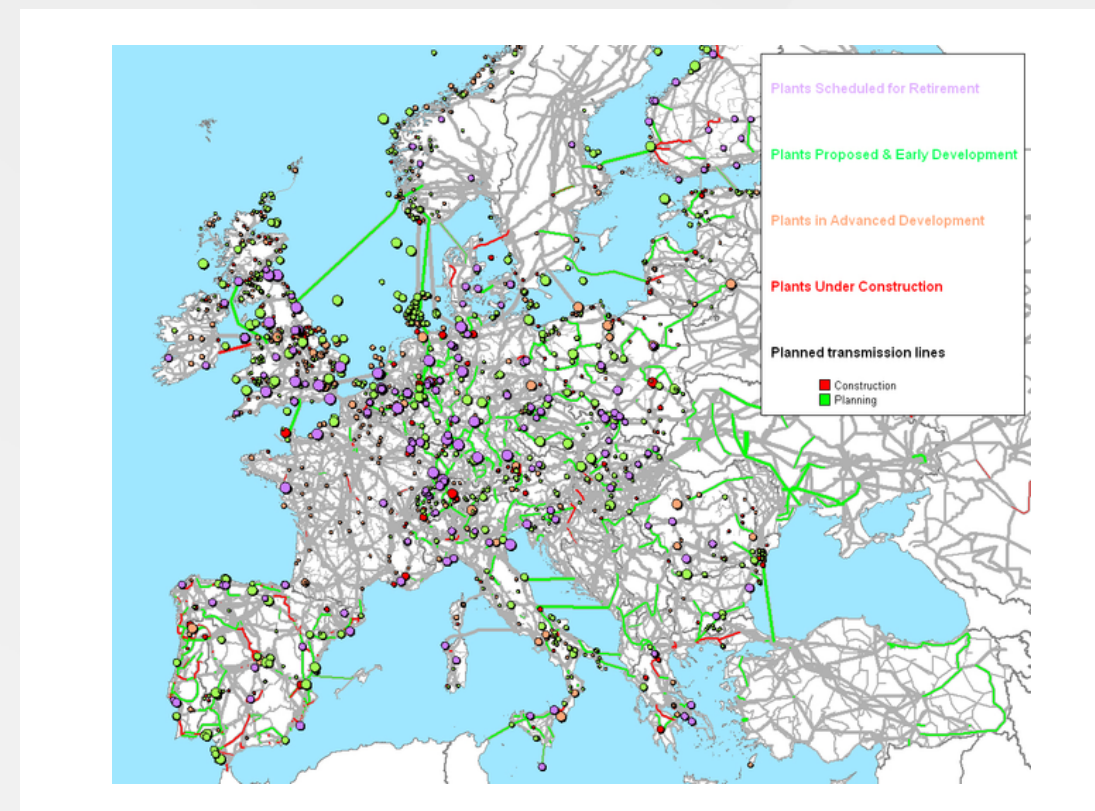 Plants Scheduled for Retirement
Plants Proposed & Early Development
Plants in Advanced Development
Plants Under Construction
Planned transmission lines
Construction
Planning